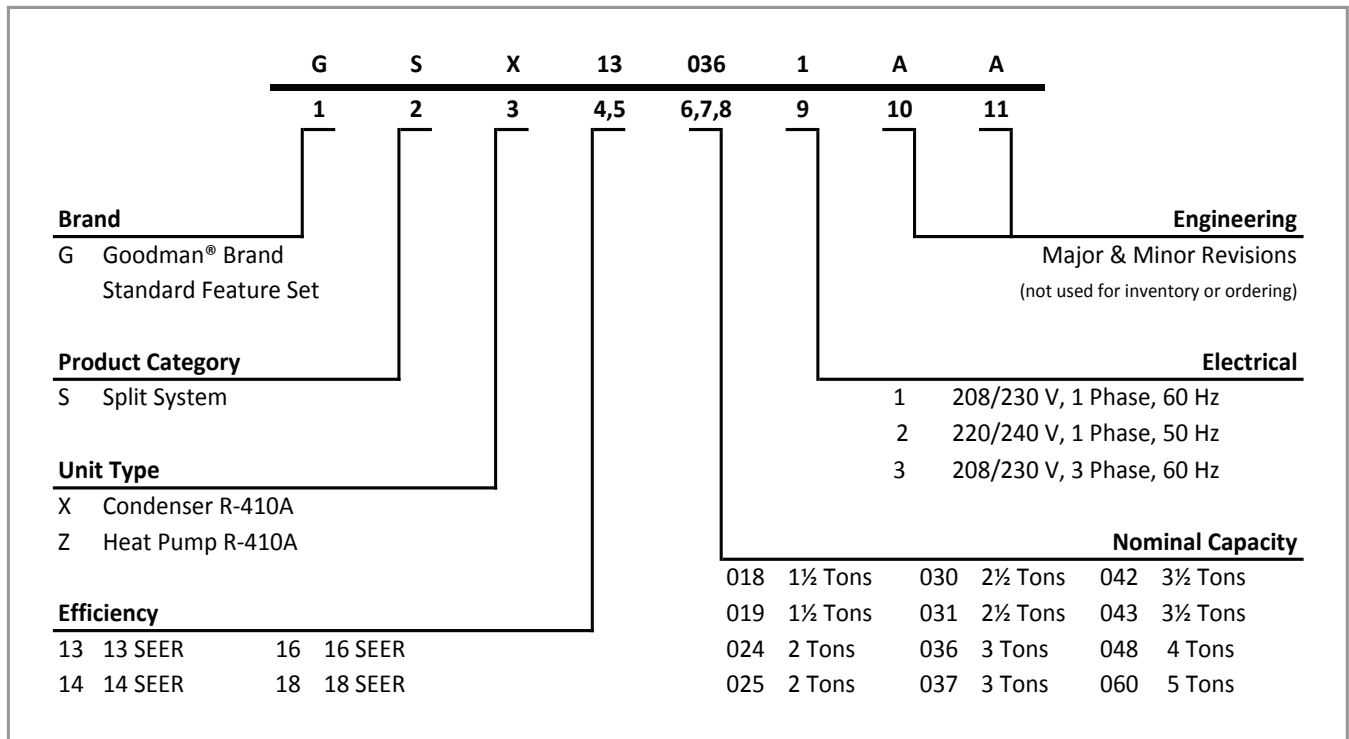 G S X 13 036 1 A A
1 2 3 4,5 6,7,8 9 10 11
Brand
G Goodman® Brand
Standard Feature Set
Product Category
S Split System
Unit Type
X Condenser R-410A
Z Heat Pump R-410A
Efficiency
13 13 SEER 16 16 SEER
14 14 SEER 18 18 SEER
Engineering
Major & Minor Revisions
(not used for inventory or ordering)
Electrical
1 208/230 V, 1 Phase, 60 Hz
2 220/240 V, 1 Phase, 50 Hz
3 208/230 V, 3 Phase, 60 Hz
Nominal Capacity
018 1½ Tons 030 2½ Tons 042 3½ Tons
019 1½ Tons 031 2½ Tons 043 3½ Tons
024 2 Tons 036 3 Tons 048 4 Tons
025 2 Tons 037 3 Tons 060 5 Tons